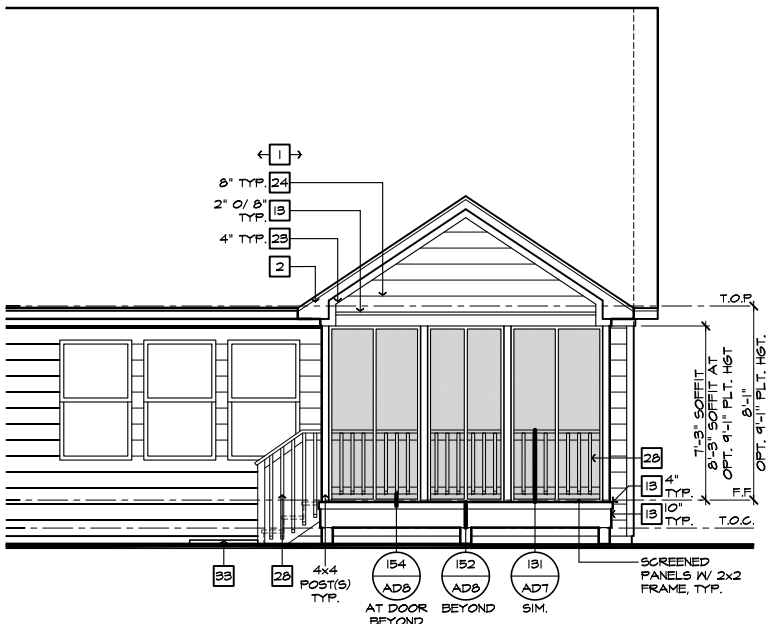 1
8" TYP. 24
2" O/ 8" 13
TYP.
4" TYP. 23
2
T.O.P.
7'-3" SOFFIT
8'-3" SOFFIT AT
OPT. 9'-1" PLT. HGT
8'-1"
OPT. 9'-1" PLT. HGT.
28
13 4"
TYP.
F.F.
13 10"
TYP.
T.O.C.
33
28
4x4
POST(S)
TYP.
154
AD8
AT DOOR
BEYOND
152
AD8
BEYOND
131
AD7
SIM.
SCREENED
PANELS W/ 2x2
FRAME, TYP.